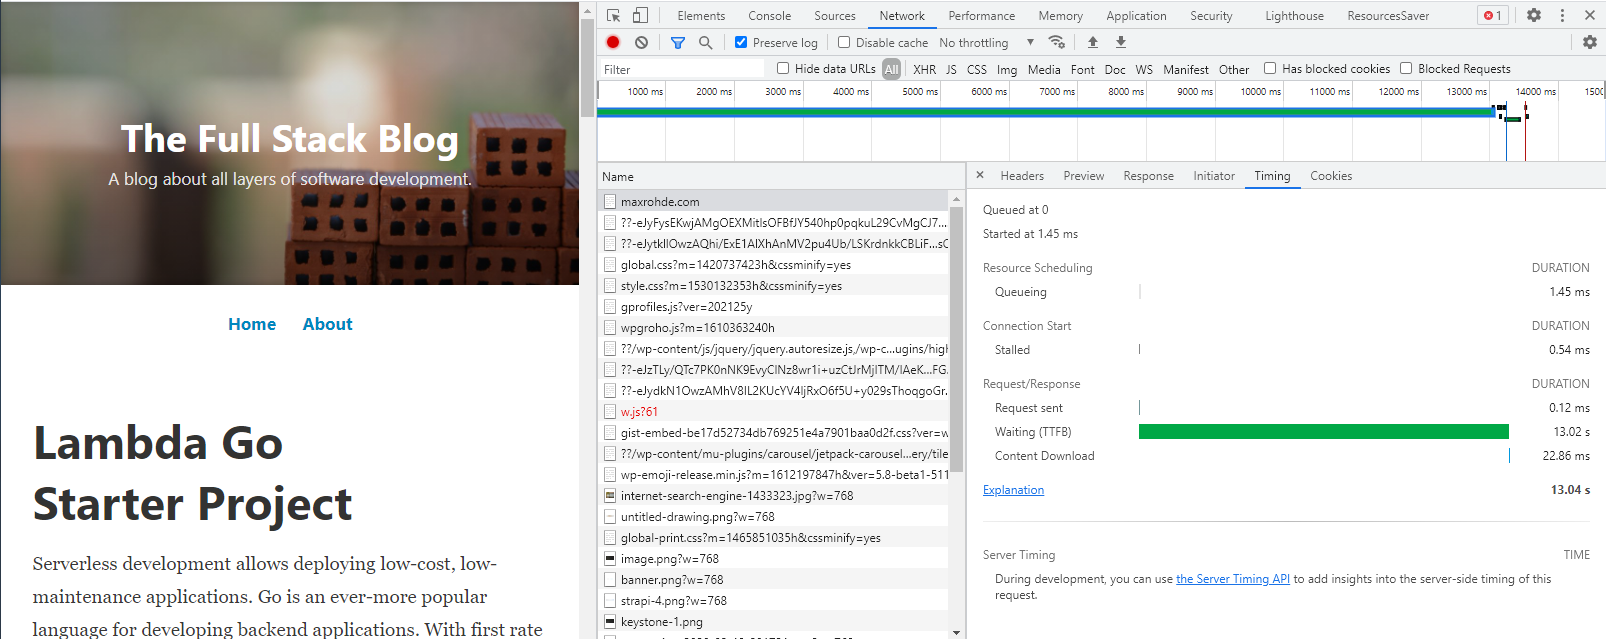 The Full Stack Blog
A blog about all layers of software development.
Home About
Lambda Go
Starter Project
Serverless development allows deploying low-cost, low-
maintenance applications. Go is an ever-more popular
language for developing backend applications. With first rate
Elements Console Sources Network Performance Memory Application Security Lighthouse ResourcesSaver 1
Preserve log Disable cache No throttling
Filter Hide data URLs All XHR JS CSS Img Media Font Doc WS Manifest Other Has blocked cookies Blocked Requests
1000 ms 2000 ms 3000 ms 4000 ms 5000 ms 6000 ms 7000 ms 8000 ms 9000 ms 10000 ms 11000 ms 12000 ms 13000 ms 14000 ms 1500
Name
maxrohde.com
global.css?m=1420737423h&cssminify=yes
style.css?m=1530132353h&cssminify=yes
gprofiles.js?ver=202125y
wpgroho.js?m=1610363240h
??/wp-content/js/jquery/jquery.autoresize.js,/wp-c...ugins/high
w.js?61
gist-embed-be17d52734db769251e4a7901baa0d2f.css?ver=w
??/wp-content/mu-plugins/carousel/jetpack-carousel...ery/tile
wp-emoji-release.min.js?m=1612197847h&ver=5.8-beta1-511
internet-search-engine-1433323.jpg?w=768
untitled-drawing.png?w=768
global-print.css?m=1465851035h&cssminify=yes
image.png?w=768
banner.png?w=768
strapi-4.png?w=768
keystone-1.png
Headers Preview Response Initiator Timing Cookies
Queued at 0
Started at 1.45 ms
Resource Scheduling DURATION
Queueing 1.45 ms
Connection Start DURATION
Stalled 0.54 ms
Request/Response DURATION
Request sent 0.12 ms
Waiting (TTFB) 13.02 s
Content Download 22.86 ms
Explanation 13.04 s
Server Timing TIME
During development, you can use the Server Timing API to add insights into the server-side timing of this
request.